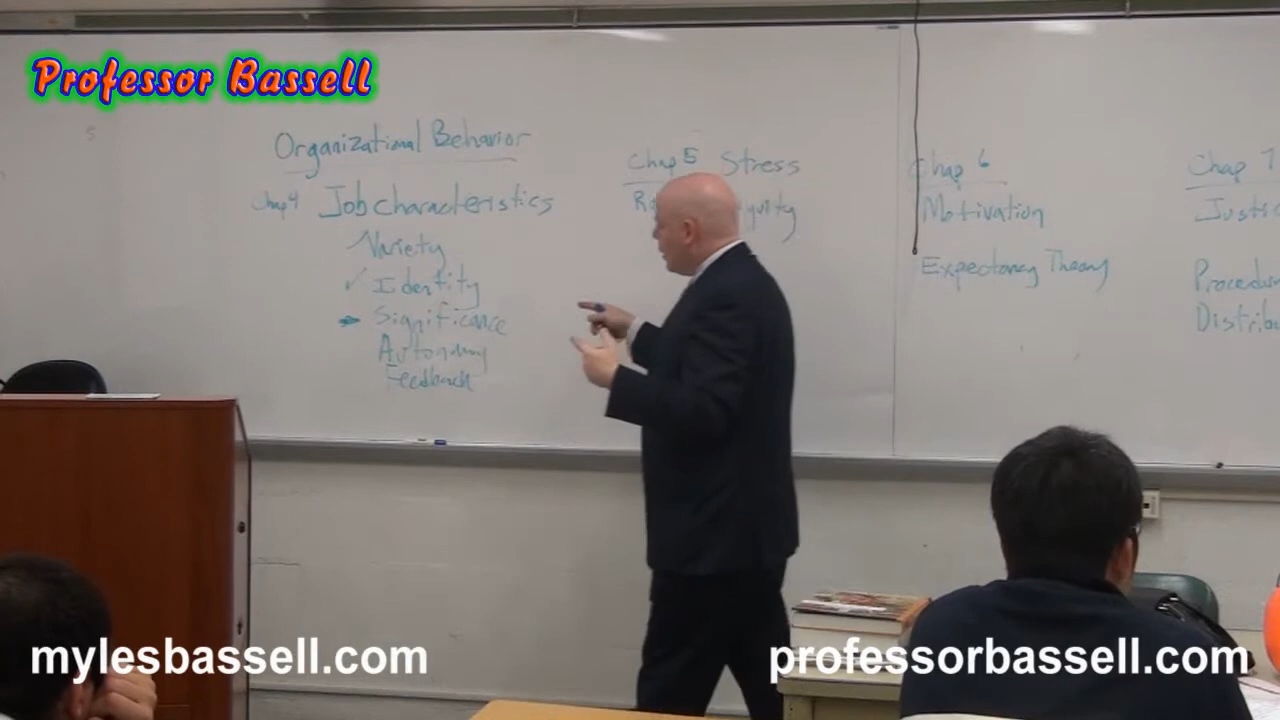 Professor Bassell
Organizational Behavior
Chap 4 Job characteristics
Variety
Identity
Significance
Autonomy
Feedback
Chap 5 Stress
Chap 6
Motivation
Expectancy Theory
Chap 7
mylesbassell.com
professorbassell.com